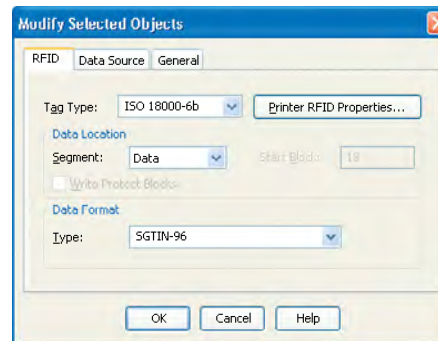 Modify Selected Objects
RFID Data Source General
Tag Type: ISO 18000-6b Printer RFID Properties...
Data Location
Segment: Data Start Block: 18
Write Protect Blocks
Data Format
Type: SGTIN-96
OK Cancel Help